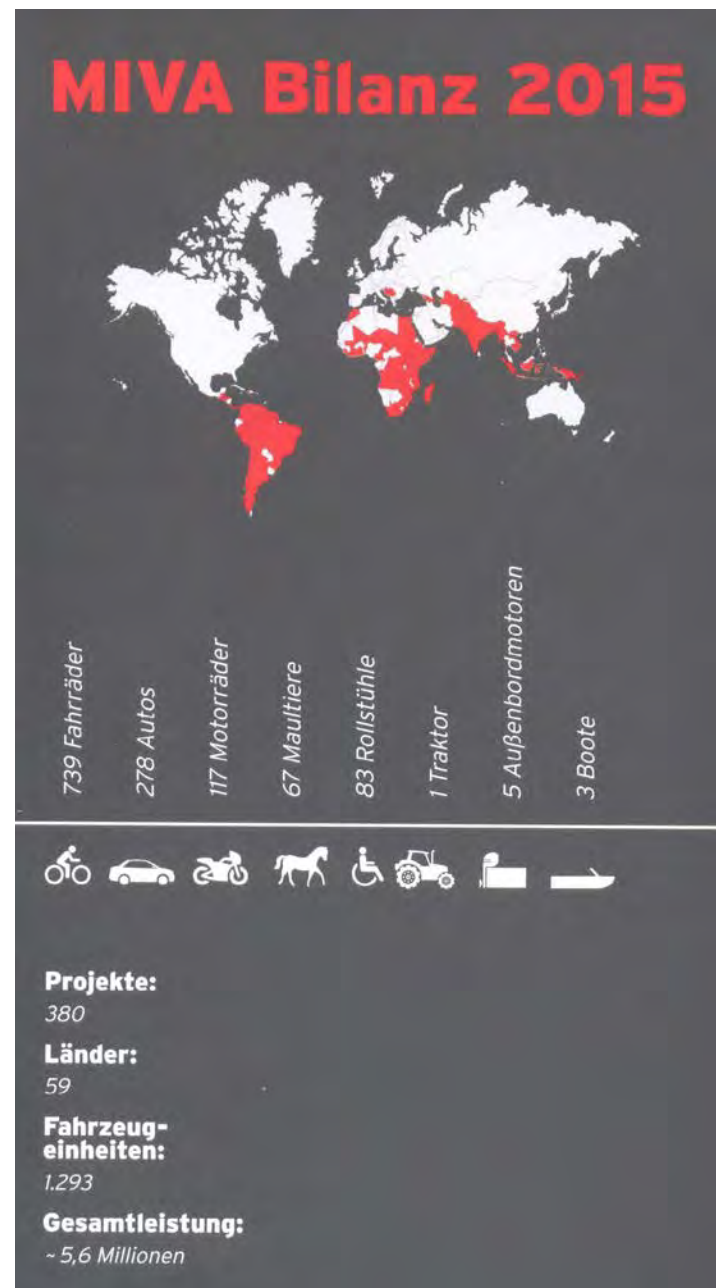 MIVA Bilanz 2015
739 Fahrräder
278 Autos
117 Motorräder
67 Maultiere
83 Rollstühle
1 Traktor
5 Außenbordmotoren
3 Boote
Projekte:
380
Länder:
59
Fahrzeug-
einheiten:
1.293
Gesamtleistung:
~ 5,6 Millionen